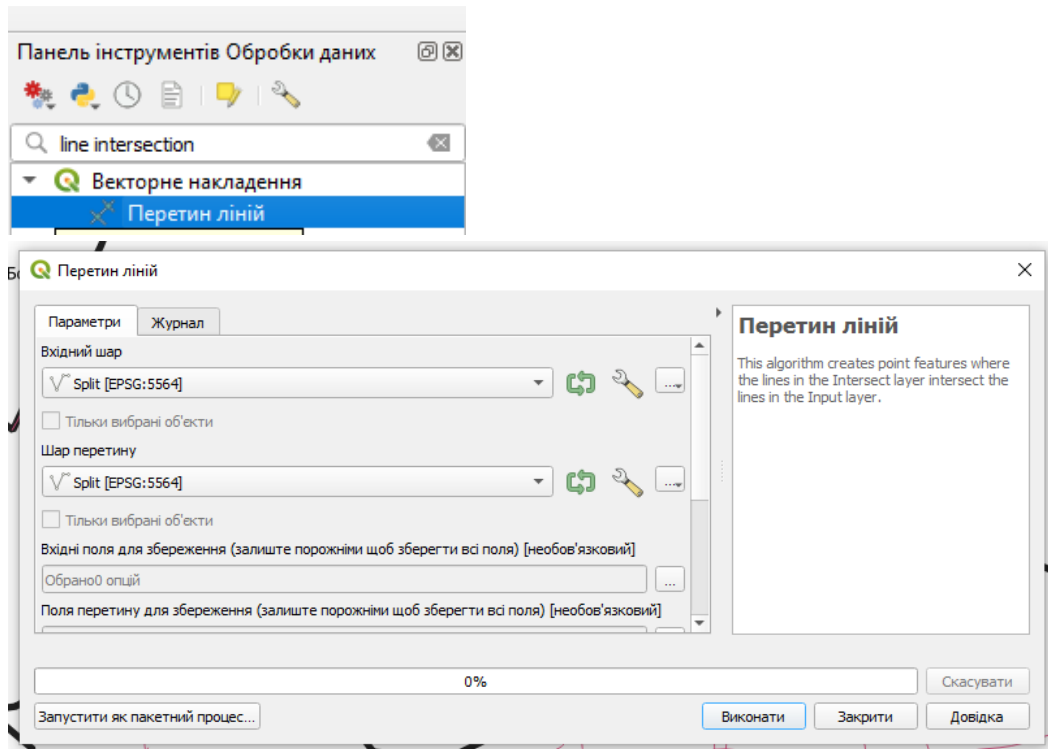 Панель інструментів Обробки даних
line intersection
Векторне накладення
Перетин ліній
Перетин ліній
Параметри
Журнал
Вхідний шар
Split [EPSG:5564]
Тільки вибрані об'єкти
Шар перетину
Split [EPSG:5564]
Тільки вибрані об'єкти
Вхідні поля для збереження (залиште порожніми щоб зберегти всі поля) [необов'язковий]
Обрано0 опцій
...
Поля перетину для збереження (залиште порожніми щоб зберегти всі поля) [необов'язковий]
Перетин ліній
This algorithm creates point features where
the lines in the Intersect layer intersect the
lines in the Input layer.
0%
Скасувати
Запустити як пакетний процес...
Виконати
Закрити
Довідка